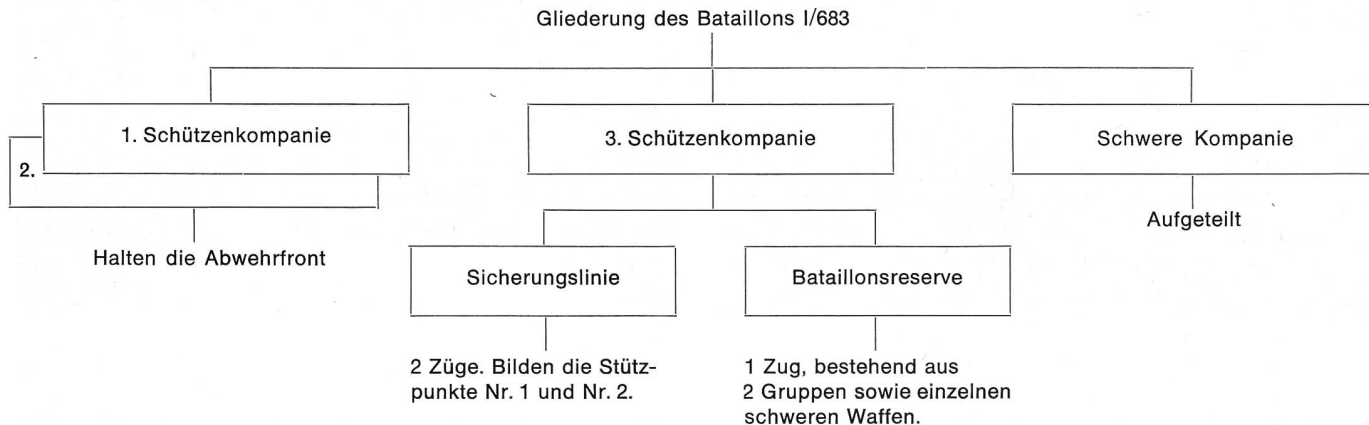 Gliederung des Bataillons I/683
1. Schützenkompanie
2.
3. Schützenkompanie
Schwere Kompanie
Halten die Abwehrfront
Aufgeteilt
Sicherungslinie
Bataillonsreserve
2 Züge. Bilden die Stütz-
punkte Nr. 1 und Nr. 2.
1 Zug, bestehend aus
2 Gruppen sowie einzelnen
schweren Waffen.